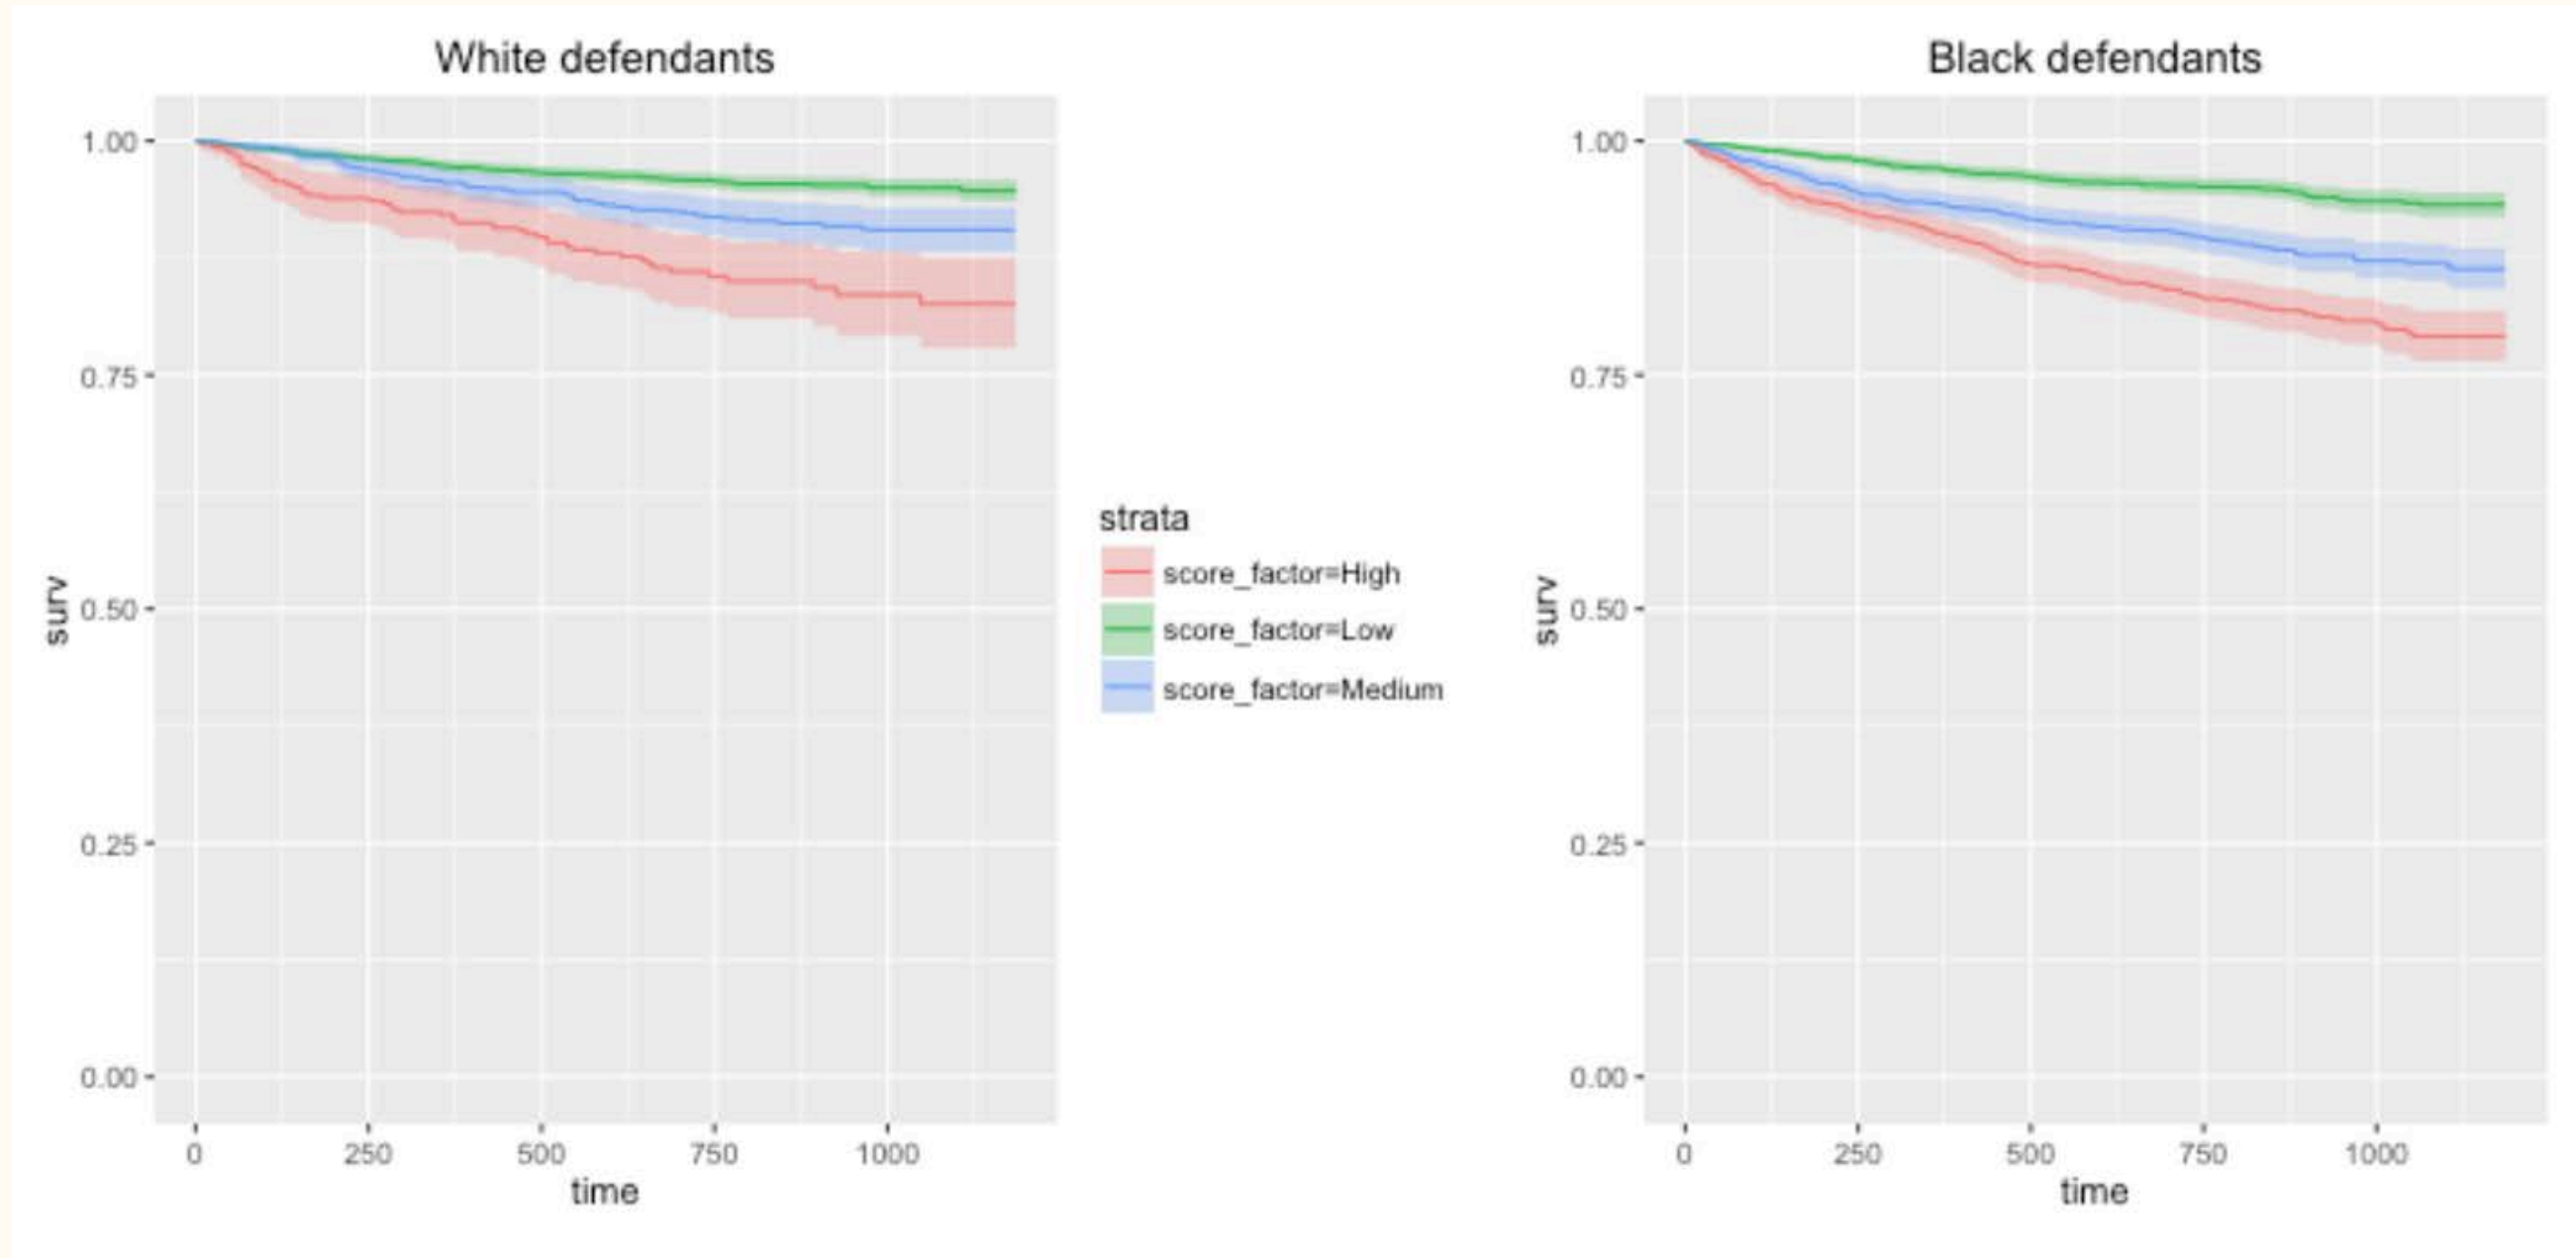 White defendants
1.00
0.75
0.50
0.25
0.00
surv
0 250 500 750 1000
time
strata
score_factor=High
score_factor=Low
score_factor=Medium
Black defendants
1.00
0.75
0.50
0.25
0.00
surv
0 250 500 750 1000
time